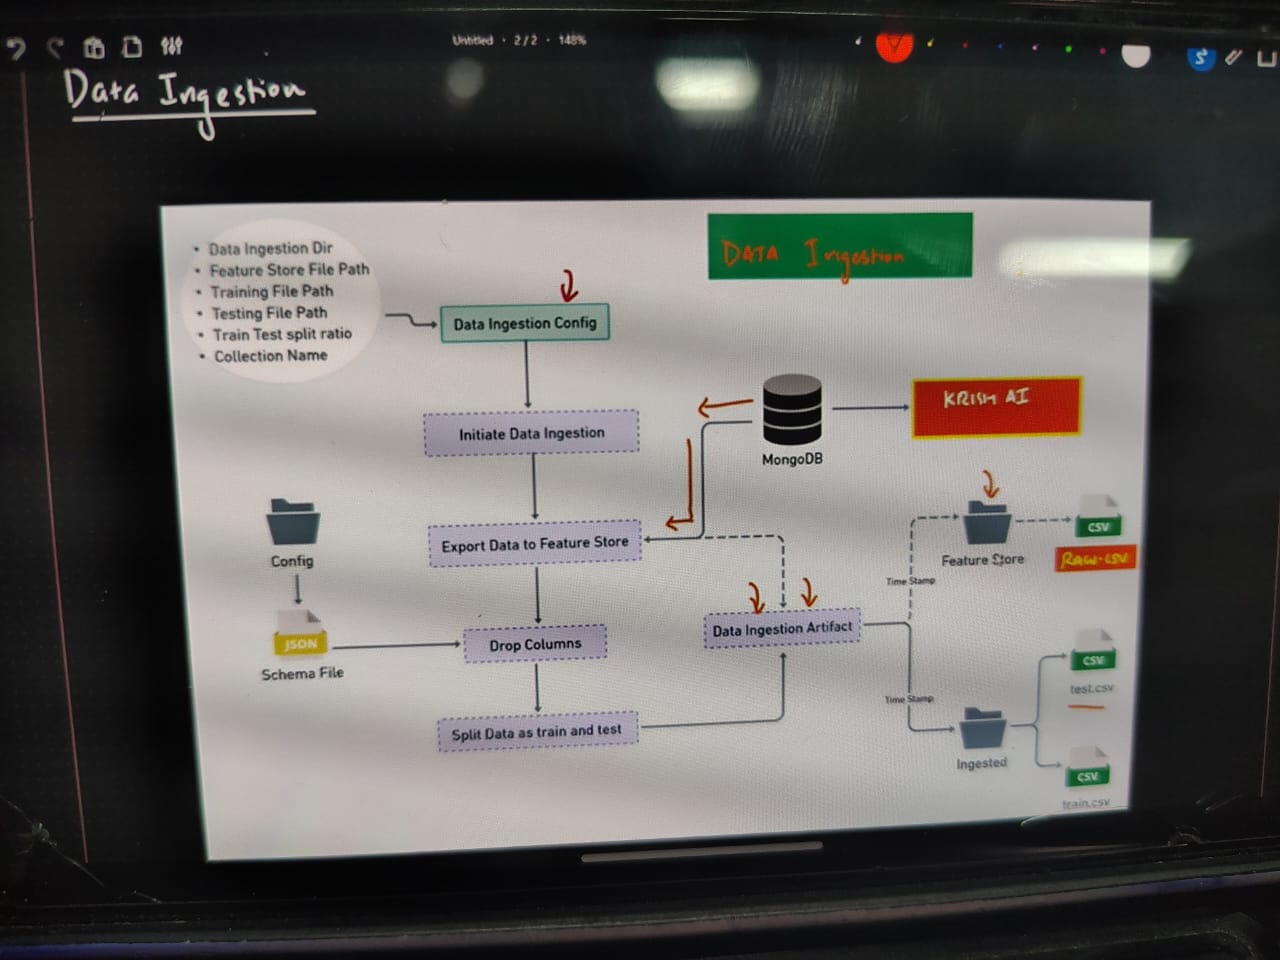 Untitled · 2/2 · 148%
Data Ingestion
• Data Ingestion Dir
• Feature Store File Path
• Training File Path
• Testing File Path
• Train Test split ratio
• Collection Name
DATA Ingestion
Data Ingestion Config
Initiate Data Ingestion
MongoDB
KRISH AI
Export Data to Feature Store
Config
JSON
Schema File
Drop Columns
Split Data as train and test
Data Ingestion Artifact
Time Stamp
Feature Store
CSV
RAW.CSV
Time Stamp
Ingested
CSV
test.csv
CSV
train.csv